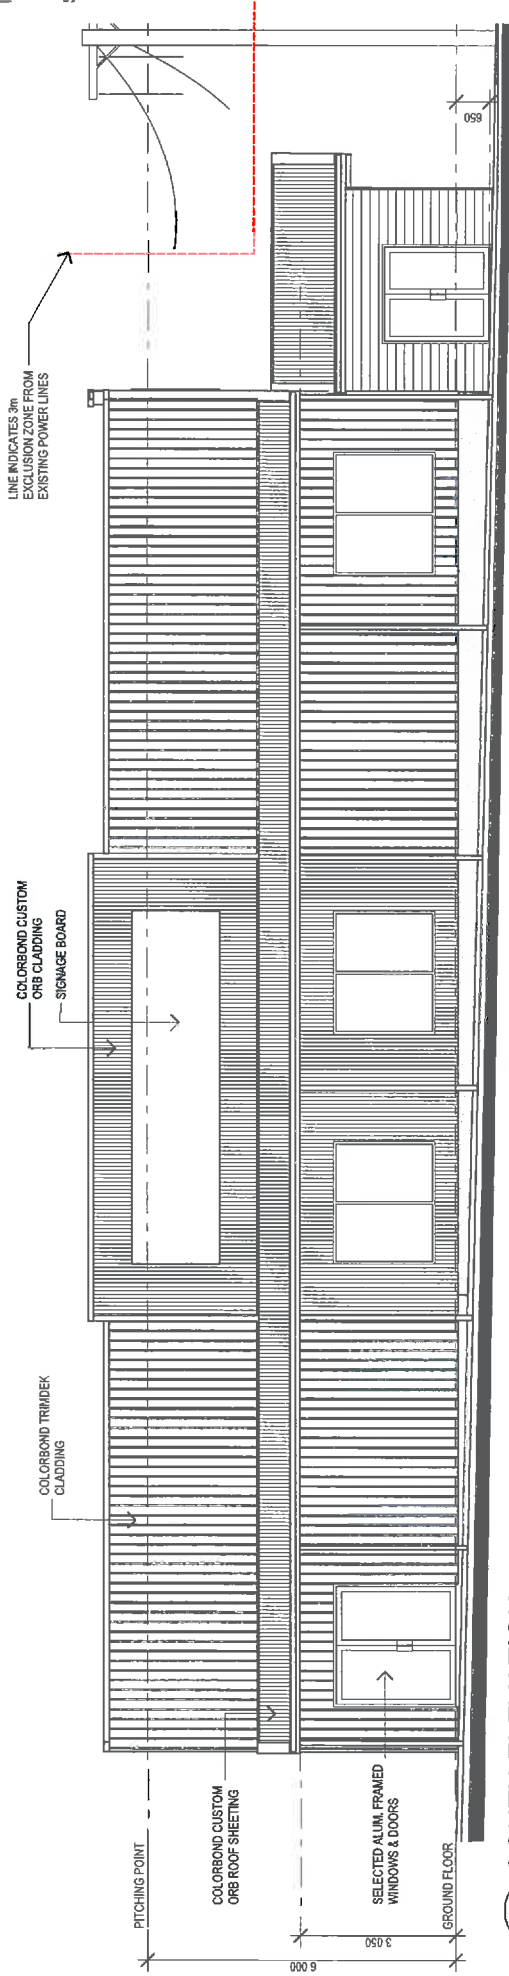 LINE INDICATES 3m
EXCLUSION ZONE FROM
EXISTING POWER LINES
650
COLORBOND CUSTOM
ORB CLADDING
SIGNAGE BOARD
COLORBOND TRIMDEK
CLADDING
PITCHING POINT
COLORBOND CUSTOM
ORB ROOF SHEETING
SELECTED ALUM. FRAMED
WINDOWS & DOORS
GROUND FLOOR
3 050
6 000